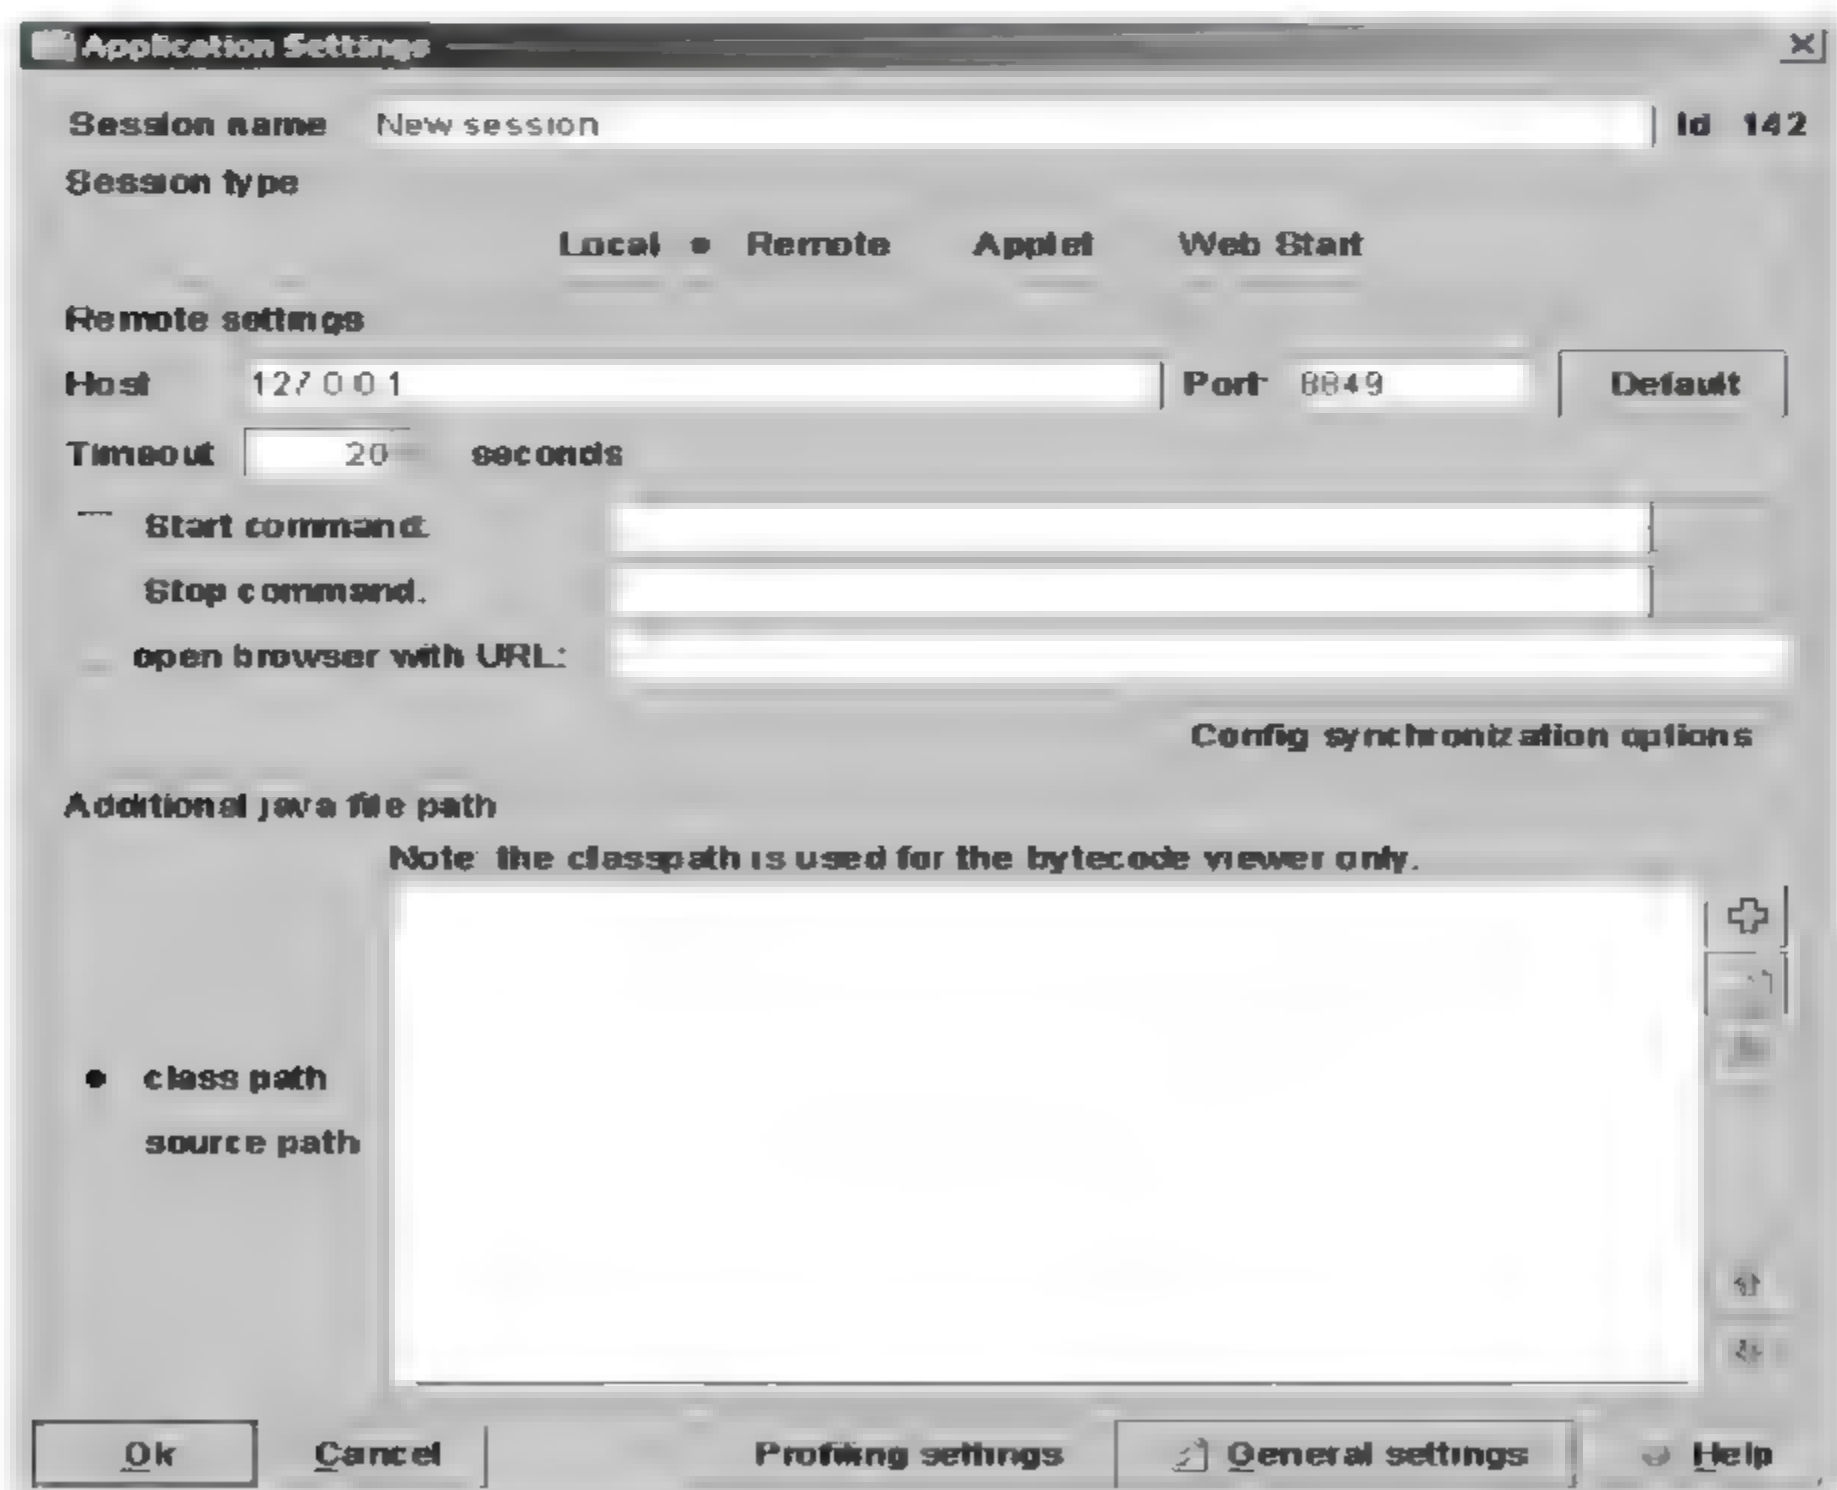 Application Settings
Session name New session Id 142
Session type
Local Remote Applet Web Start
Remote settings
Host 127 0 0 1 Port 8849 Default
Timeout 20 seconds
Start command:
Stop command:
open browser with URL:
Config synchronization options
Additional java file path
Note: the classpath is used for the bytecode viewer only.
class path
source path
Ok Cancel Profiling settings General settings Help